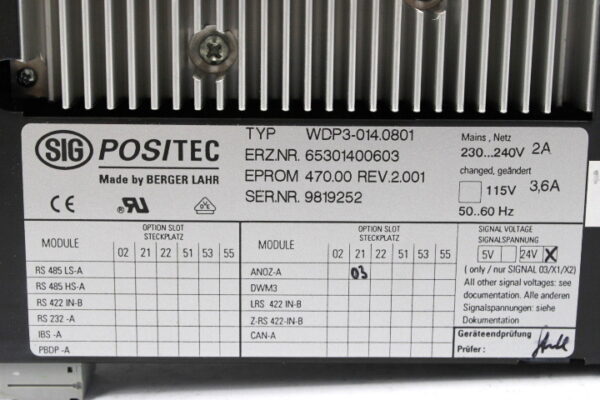 SIG POSITEC
Made by BERGER LAHR
CE
TYP WDP3-014.0801
ERZ.NR. 65301400603
EPROM 470.00 REV.2.001
SER.NR. 9819252
Mains , Netz
230...240V 2A
changed, geändert
115V 3,6A
50..60 Hz
MODULE
OPTION SLOT
STECKPLATZ
02 21 22 51 53 55
RS 485 LS-A
RS 485 HS-A
RS 422 IN-B
RS 232 -A
IBS -A
PBDP -A
MODULE
OPTION SLOT
STECKPLATZ
02 21 22 51 53 55
ANOZ-A 03
DWM3
LRS 422 IN-B
Z-RS 422-IN-B
CAN-A
SIGNAL VOLTAGE
SIGNALSPANNUNG
5V 24V X
( only / nur SIGNAL 03/X1/X2)
All other signal voltages: see
documentation. Alle anderen
Signalspannungen: siehe
Dokumentation
Geräteendprüfung
Prüfer :